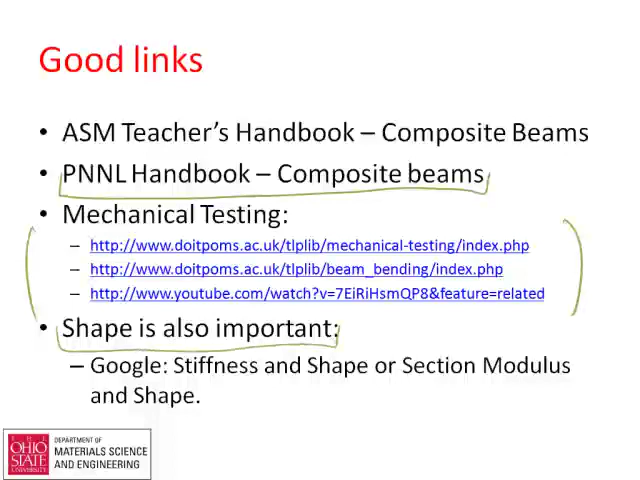 Good links
• ASM Teacher's Handbook – Composite Beams
• PNNL Handbook – Composite beams
• Mechanical Testing:
– http://www.doitpoms.ac.uk/tlplib/mechanical-testing/index.php
– http://www.doitpoms.ac.uk/tlplib/beam_bending/index.php
– http://www.youtube.com/watch?v=7EiRiHsmQP8&feature=related
• Shape is also important:
– Google: Stiffness and Shape or Section Modulus
and Shape.
T · H · E
OHIO
STATE
UNIVERSITY
DEPARTMENT OF
MATERIALS SCIENCE
AND ENGINEERING